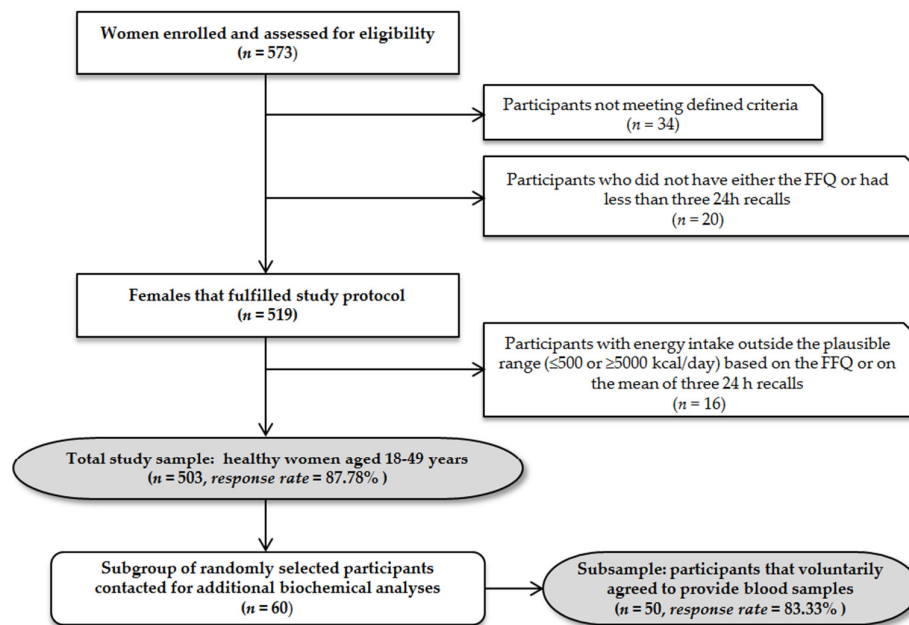 Women enrolled and assessed for eligibility
(n = 573)
Participants not meeting defined criteria
(n = 34)
Participants who did not have either the FFQ or had
less than three 24h recalls
(n = 20)
Females that fulfilled study protocol
(n = 519)
Participants with energy intake outside the plausible
range (≤500 or ≥5000 kcal/day) based on the FFQ or on
the mean of three 24 h recalls
(n = 16)
Total study sample: healthy women aged 18-49 years
(n = 503, response rate = 87.78% )
Subgroup of randomly selected participants
contacted for additional biochemical analyses
(n = 60)
Subsample: participants that voluntarily
agreed to provide blood samples
(n = 50, response rate = 83.33% )